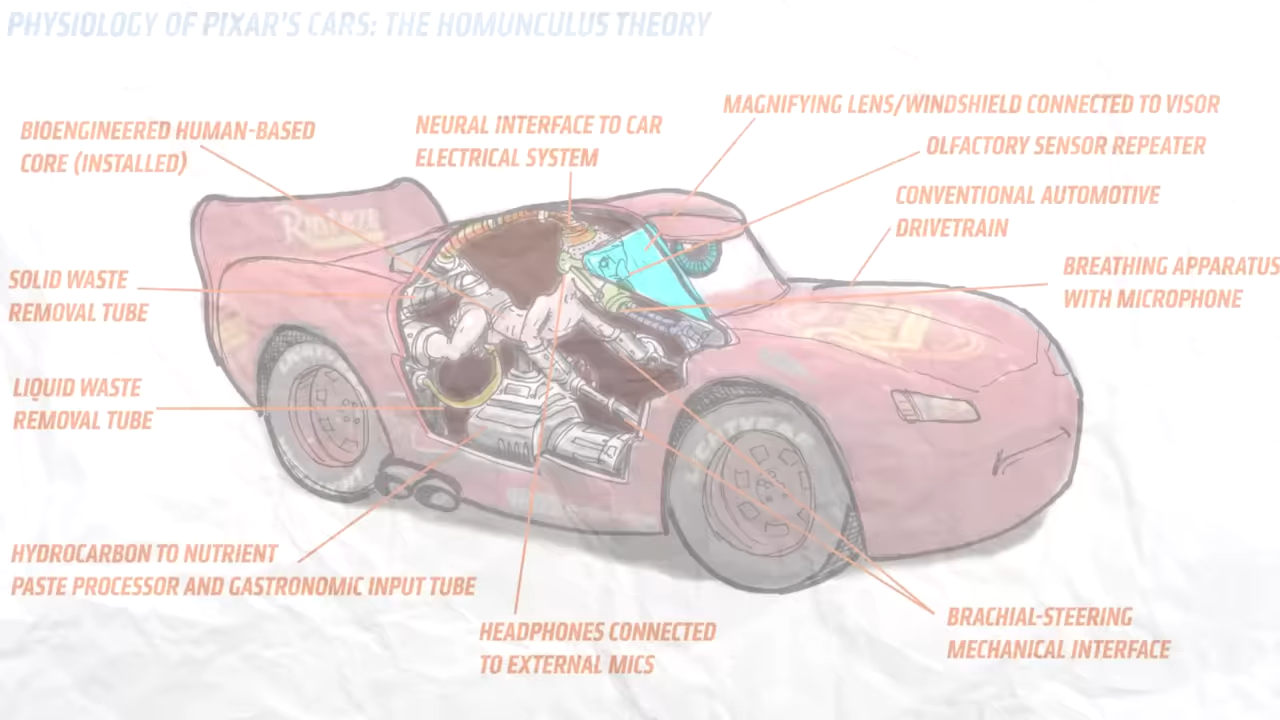 PHYSIOLOGY OF PIXAR'S CARS: THE HOMUNCULUS THEORY
MAGNIFYING LENS/WINDSHIELD CONNECTED TO VISOR
BIOENGINEERED HUMAN-BASED
CORE (INSTALLED)
NEURAL INTERFACE TO CAR
ELECTRICAL SYSTEM
OLFACTORY SENSOR REPEATER
CONVENTIONAL AUTOMOTIVE
DRIVETRAIN
SOLID WASTE
REMOVAL TUBE
BREATHING APPARATUS
WITH MICROPHONE
LIQUID WASTE
REMOVAL TUBE
HYDROCARBON TO NUTRIENT
PASTE PROCESSOR AND GASTRONOMIC INPUT TUBE
HEADPHONES CONNECTED
TO EXTERNAL MICS
BRACHIAL-STEERING
MECHANICAL INTERFACE